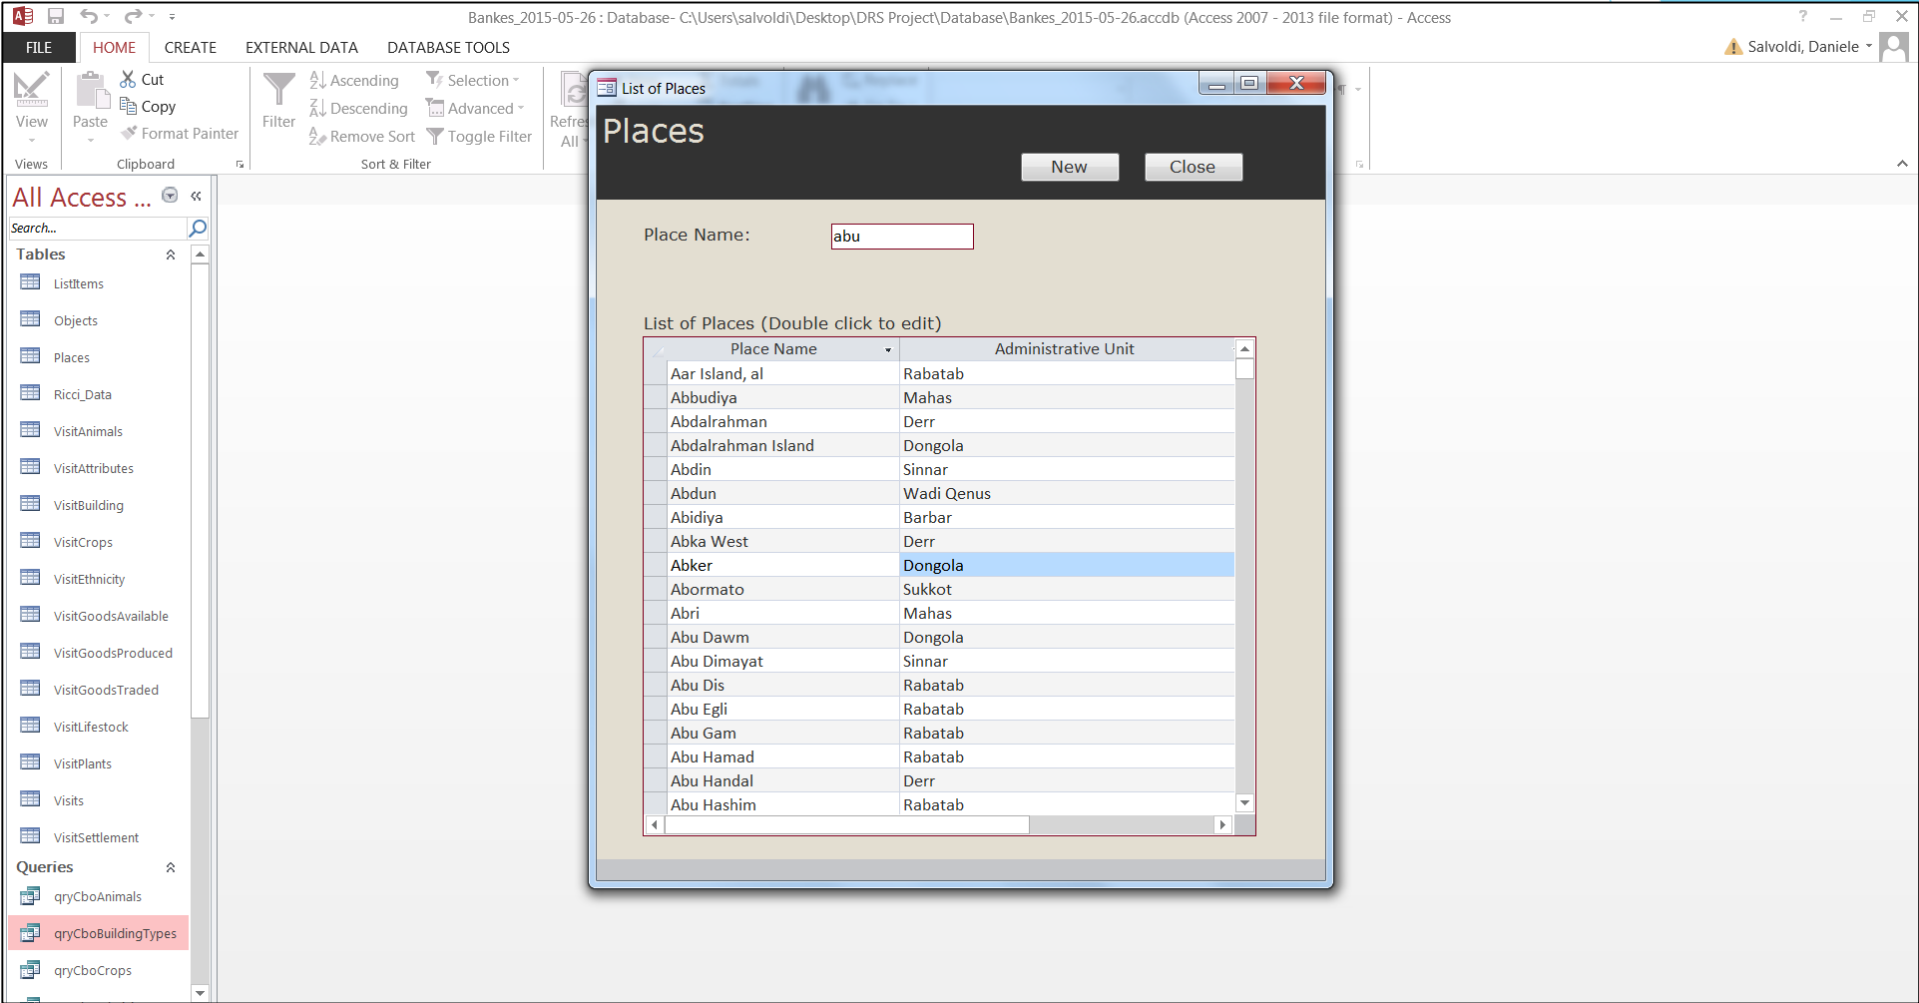 Bankes_2015-05-26 : Database- C:\Users\salvoldi\Desktop\DRS Project\Database\Bankes_2015-05-26.accdb (Access 2007 - 2013 file format) - Access
FILE HOME CREATE EXTERNAL DATA DATABASE TOOLS
Salvoldi, Daniele
View
Views
Paste
Cut
Copy
Format Painter
Clipboard
Filter
Ascending
Descending
Remove Sort
Selection
Advanced
Toggle Filter
Sort & Filter
All
All Access ...
Search...
Tables
ListItems
Objects
Places
Ricci_Data
VisitAnimals
VisitAttributes
VisitBuilding
VisitCrops
VisitEthnicity
VisitGoodsAvailable
VisitGoodsProduced
VisitGoodsTraded
VisitLifestock
VisitPlants
Visits
VisitSettlement
Queries
qryCboAnimals
qryCboBuildingTypes
qryCboCrops
List of Places
Places
New Close
Place Name: abu
List of Places (Double click to edit)
Place Name Administrative Unit
Aar Island, al Rabatab
Abbudiya Mahas
Abdalrahman Derr
Abdalrahman Island Dongola
Abdin Sinnar
Abdun Wadi Qenus
Abidiya Barbar
Abka West Derr
Abker Dongola
Abormato Sukkot
Abri Mahas
Abu Dawm Dongola
Abu Dimayat Sinnar
Abu Dis Rabatab
Abu Egli Rabatab
Abu Gam Rabatab
Abu Hamad Rabatab
Abu Handal Derr
Abu Hashim Rabatab